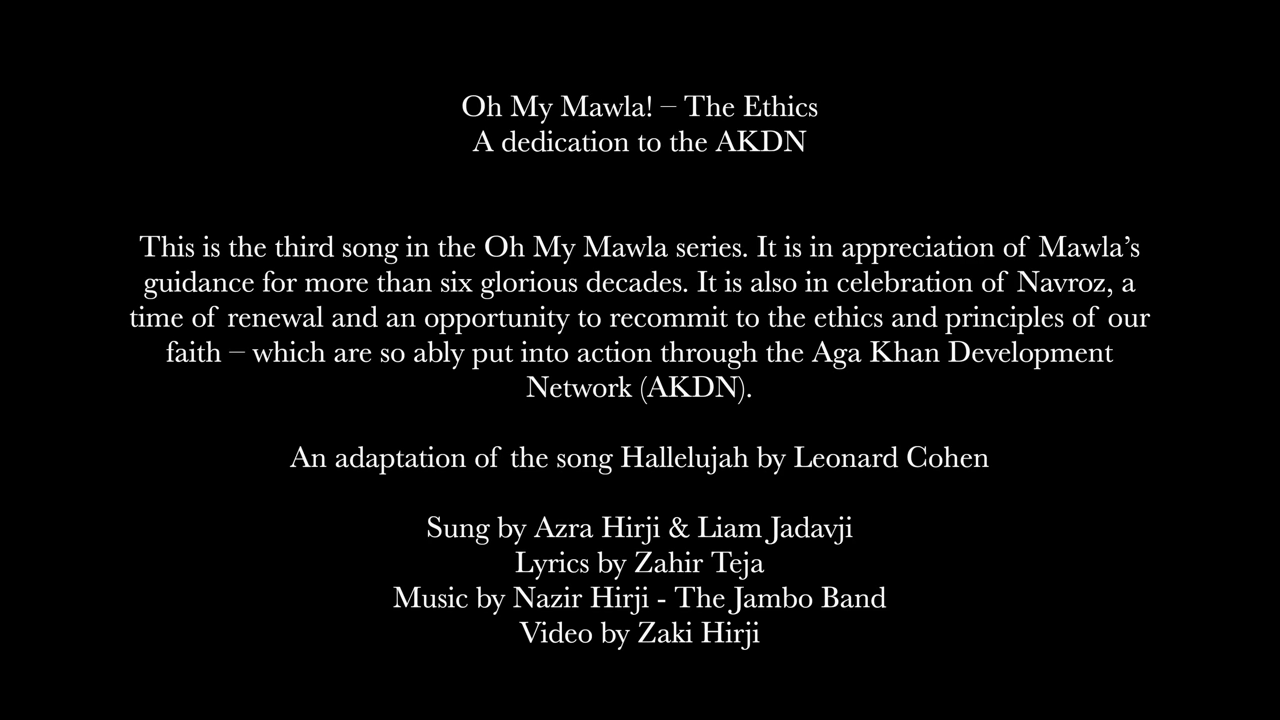 Oh My Mawla! – The Ethics
A dedication to the AKDN
This is the third song in the Oh My Mawla series. It is in appreciation of Mawla’s
guidance for more than six glorious decades. It is also in celebration of Navroz, a
time of renewal and an opportunity to recommit to the ethics and principles of our
faith – which are so ably put into action through the Aga Khan Development
Network (AKDN).
An adaptation of the song Hallelujah by Leonard Cohen
Sung by Azra Hirji & Liam Jadavji
Lyrics by Zahir Teja
Music by Nazir Hirji - The Jambo Band
Video by Zaki Hirji